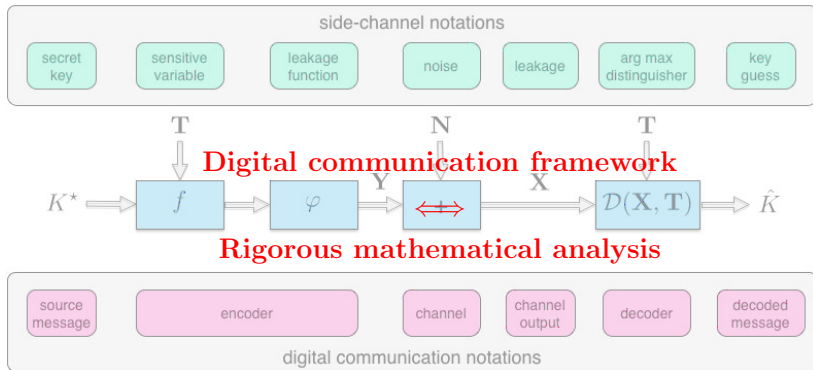 side-channel notations
secret key
sensitive variable
leakage function
noise
leakage
arg max distinguisher
key guess
T N T
Digital communication framework
Y X
K⋆ f φ + D(X, T) K̂
⟺
Rigorous mathematical analysis
source message
encoder
channel
channel output
decoder
decoded message
digital communication notations